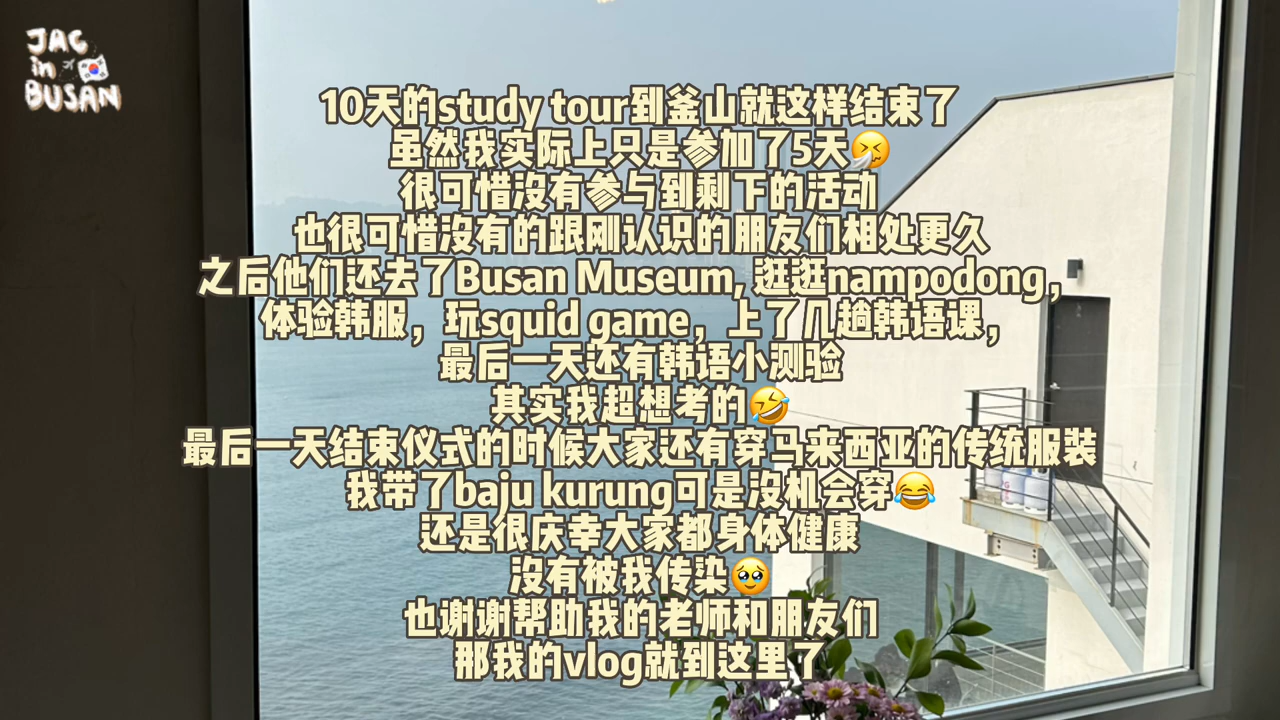 JAC
in
BUSAN
10天的study tour到釜山就这样结束了
虽然我实际上只是参加了5天🤧
很可惜没有参与到剩下的活动
也很可惜没有的跟刚认识的朋友们相处更久
之后他们还去了Busan Museum, 逛逛nampodong，
体验韩服，玩squid game，上了几趟韩语课，
最后一天还有韩语小测验
其实我超想考的🤣
最后一天结束仪式的时候大家还有穿马来西亚的传统服装
我带了baju kurung可是没机会穿😂
还是很庆幸大家都身体健康
没有被我传染🥹
也谢谢帮助我的老师和朋友们
那我的vlog就到这里了